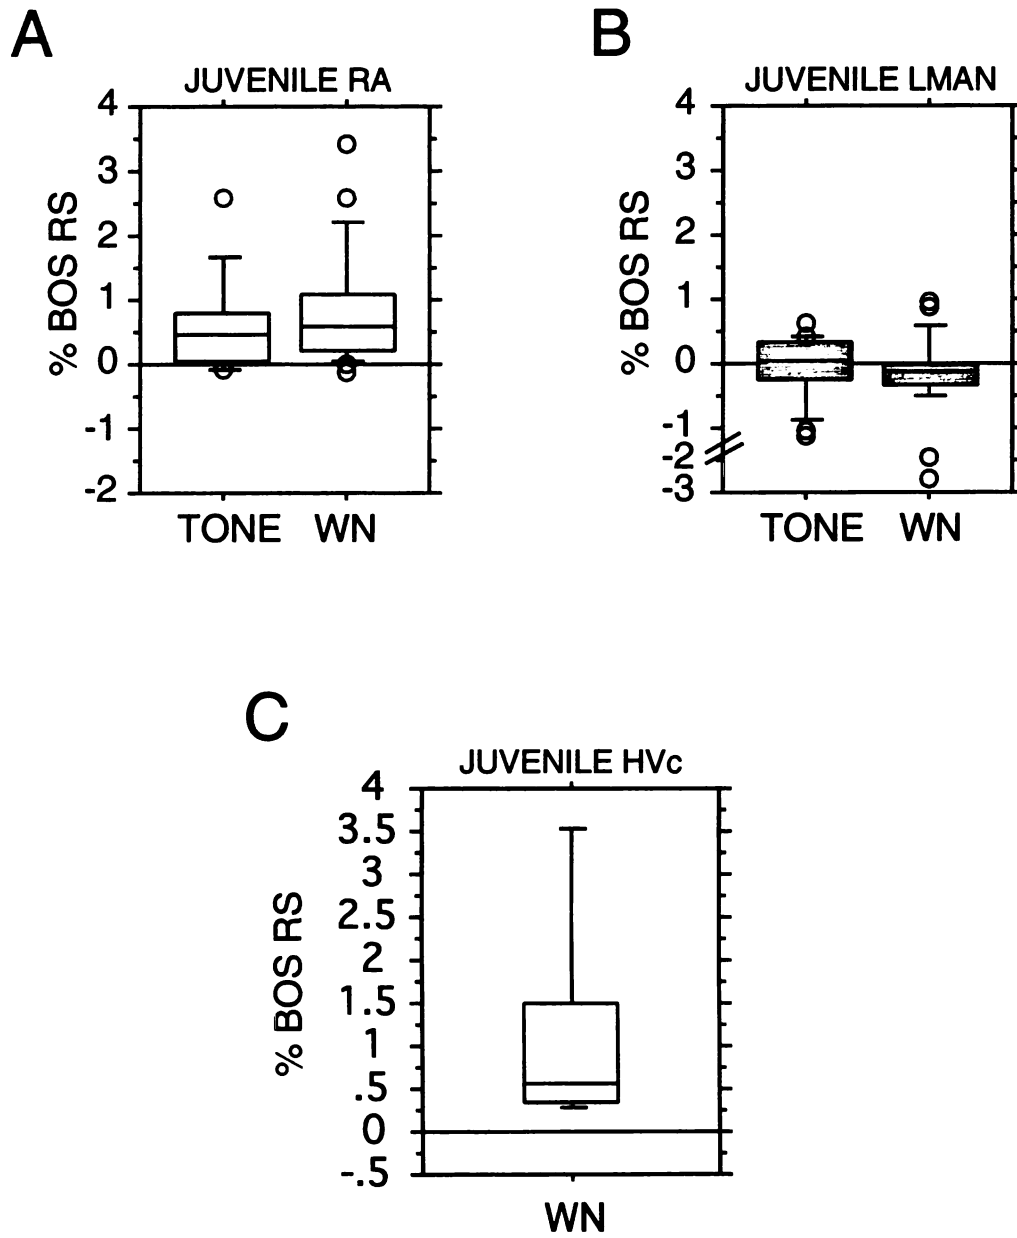 A
JUVENILE RA
4
3
2
1
0
-1
-2
% BOS RS
TONE WN
B
JUVENILE LMAN
4
3
2
1
0
-1
-2
-3
% BOS RS
TONE WN
C
JUVENILE HVc
4
3.5
3
2.5
2
1.5
1
.5
0
-.5
% BOS RS
WN